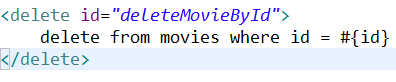 <delete id="deleteMovieById">
delete from movies where id = #{id}
</delete>